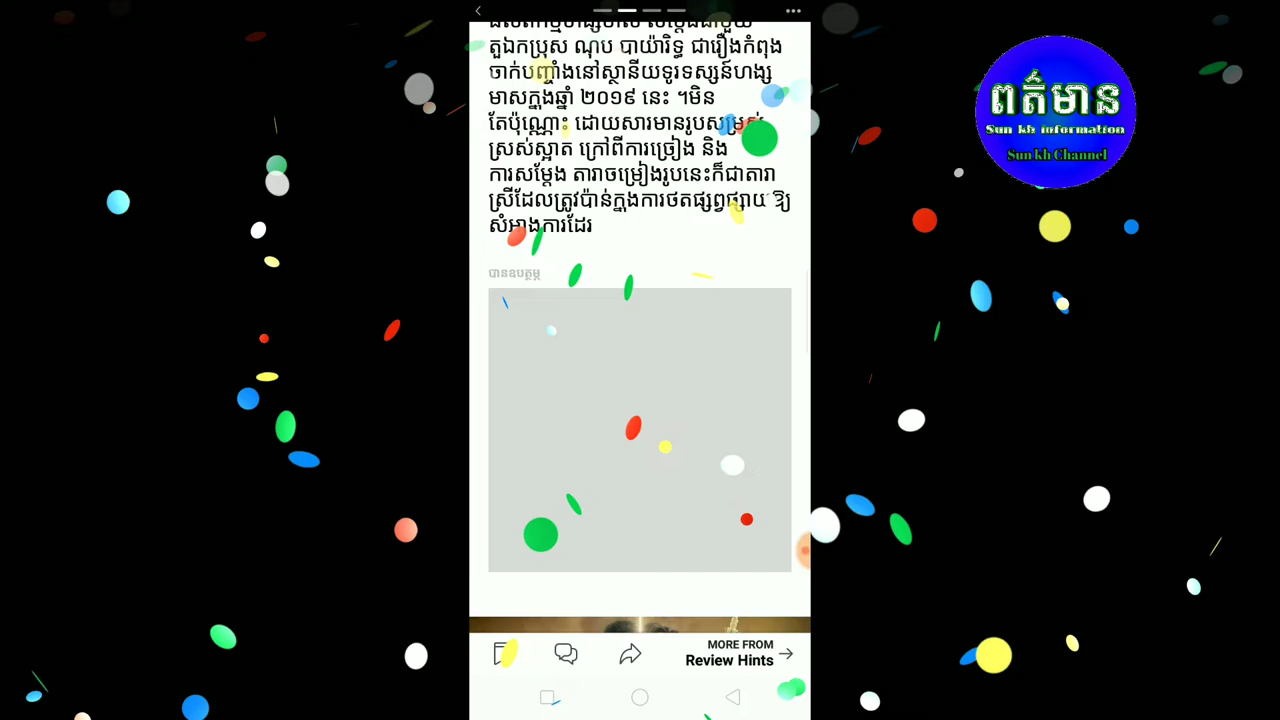 តួឯកប្រុស ណុប បាយ៉ារិទ្ធ ជារឿងកំពុង
ចាក់បញ្ចាំងនៅស្ថានីយទូរទស្សន៍ហង្ស
មាសក្នុងឆ្នាំ ២០១៩ នេះ ។មិន
តែប៉ុណ្ណោះ ដោយសារមានរូបសម្រស់
ស្រស់ស្អាត ក្រៅពីការច្រៀង និង
ការសម្ដែង តារាចម្រៀងរូបនេះក៏ជាតារា
ស្រីដែលត្រូវប៉ាន់ក្នុងការថតផ្សព្វផ្សាយឱ្យ
សំអាងការដែរ
បានឧបត្ថម្ភ
MORE FROM
Review Hints
ពត៌មាន
Sun kh information
Sun kh Channel